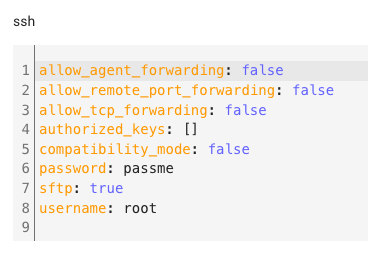 ssh
1 allow_agent_forwarding: false
2 allow_remote_port_forwarding: false
3 allow_tcp_forwarding: false
4 authorized_keys: []
5 compatibility_mode: false
6 password: passme
7 sftp: true
8 username: root
9